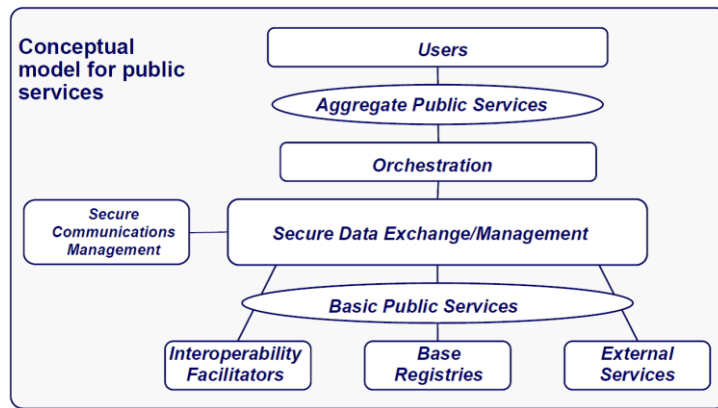 Conceptual
model for public
services
Users
Aggregate Public Services
Orchestration
Secure
Communications
Management
Secure Data Exchange/Management
Basic Public Services
Interoperability
Facilitators
Base
Registries
External
Services